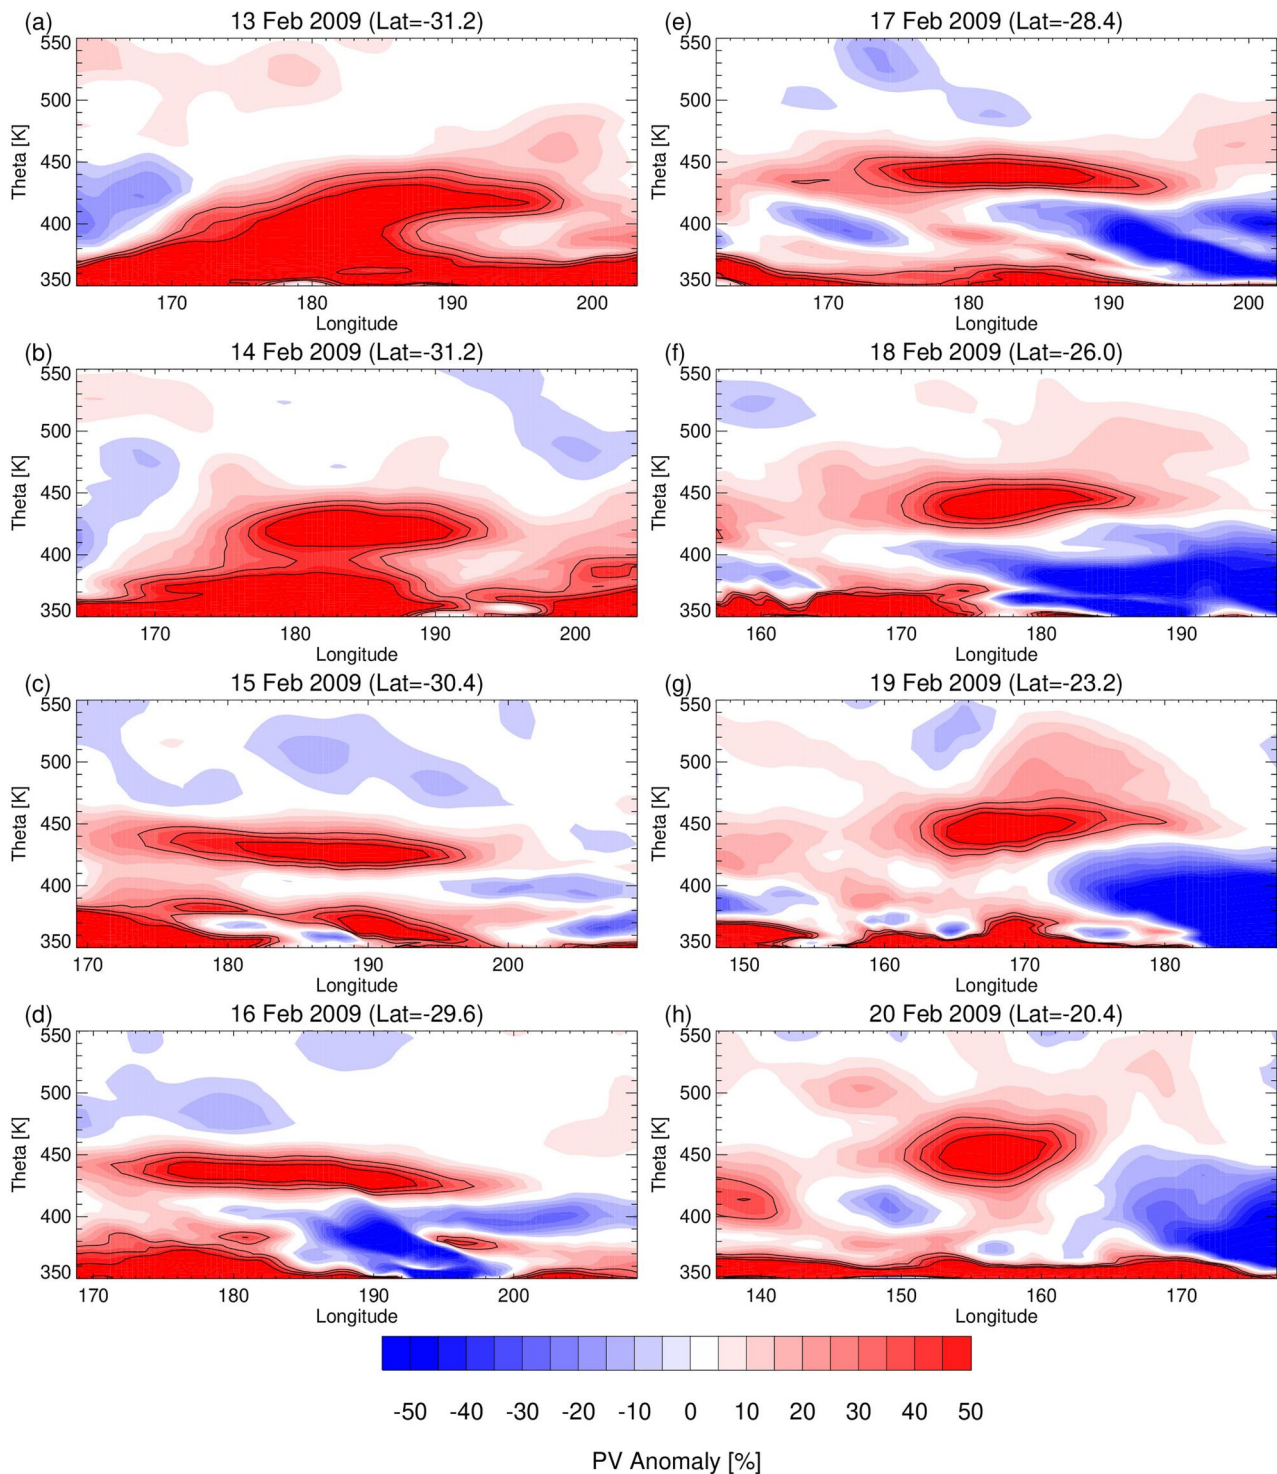 (a) 13 Feb 2009 (Lat=-31.2)
550
500
450
400
350
Theta [K]
170 180 190 200
Longitude
(b) 14 Feb 2009 (Lat=-31.2)
550
500
450
400
350
Theta [K]
170 180 190 200
Longitude
(c) 15 Feb 2009 (Lat=-30.4)
550
500
450
400
350
Theta [K]
170 180 190 200
Longitude
(d) 16 Feb 2009 (Lat=-29.6)
550
500
450
400
350
Theta [K]
170 180 190 200
Longitude
(e) 17 Feb 2009 (Lat=-28.4)
550
500
450
400
350
Theta [K]
170 180 190 200
Longitude
(f) 18 Feb 2009 (Lat=-26.0)
550
500
450
400
350
Theta [K]
160 170 180 190
Longitude
(g) 19 Feb 2009 (Lat=-23.2)
550
500
450
400
350
Theta [K]
150 160 170 180
Longitude
(h) 20 Feb 2009 (Lat=-20.4)
550
500
450
400
350
Theta [K]
140 150 160 170
Longitude
-50 -40 -30 -20 -10 0 10 20 30 40 50
PV Anomaly [%]